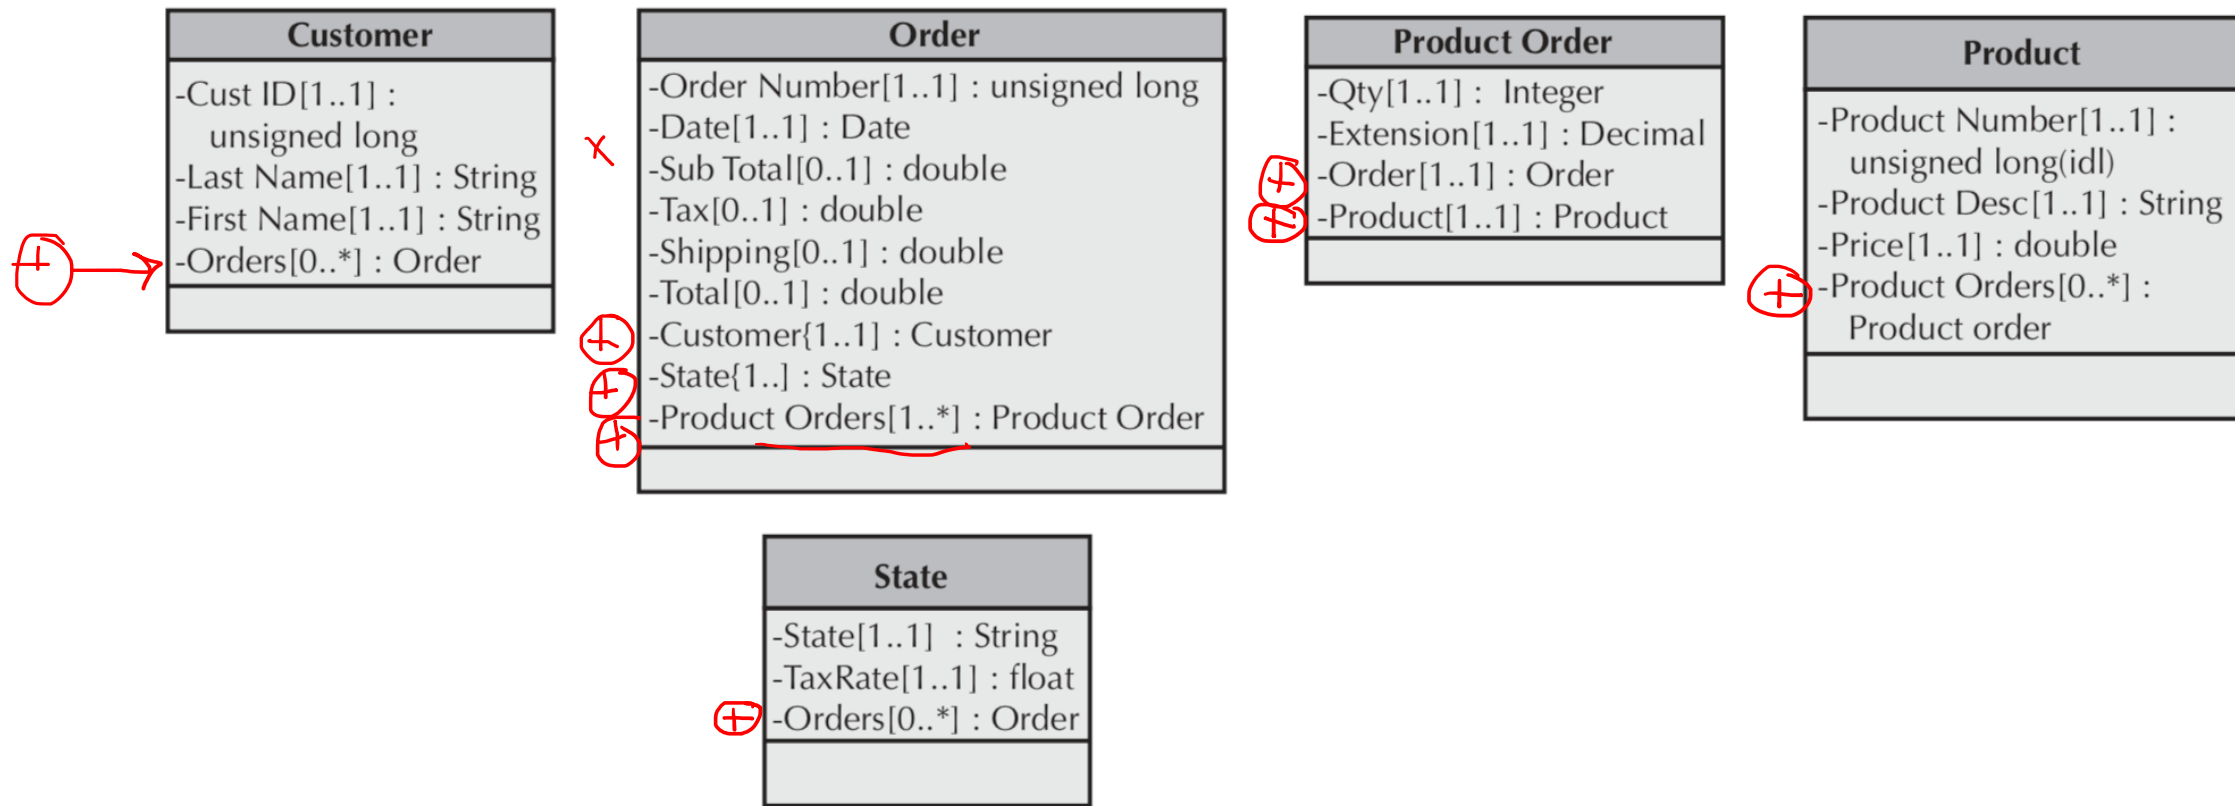 Customer
-Cust ID[1..1] :
unsigned long
-Last Name[1..1] : String
-First Name[1..1] : String
-Orders[0..*] : Order
+
x
Order
-Order Number[1..1] : unsigned long
-Date[1..1] : Date
-Sub Total[0..1] : double
-Tax[0..1] : double
-Shipping[0..1] : double
-Total[0..1] : double
+ -Customer{1..1] : Customer
+ -State{1..] : State
+ -Product Orders[1..*] : Product Order
Product Order
-Qty[1..1] : Integer
-Extension[1..1] : Decimal
+ -Order[1..1] : Order
+ -Product[1..1] : Product
Product
-Product Number[1..1] :
unsigned long(idl)
-Product Desc[1..1] : String
-Price[1..1] : double
+ -Product Orders[0..*] :
Product order
State
-State[1..1] : String
-TaxRate[1..1] : float
+ -Orders[0..*] : Order